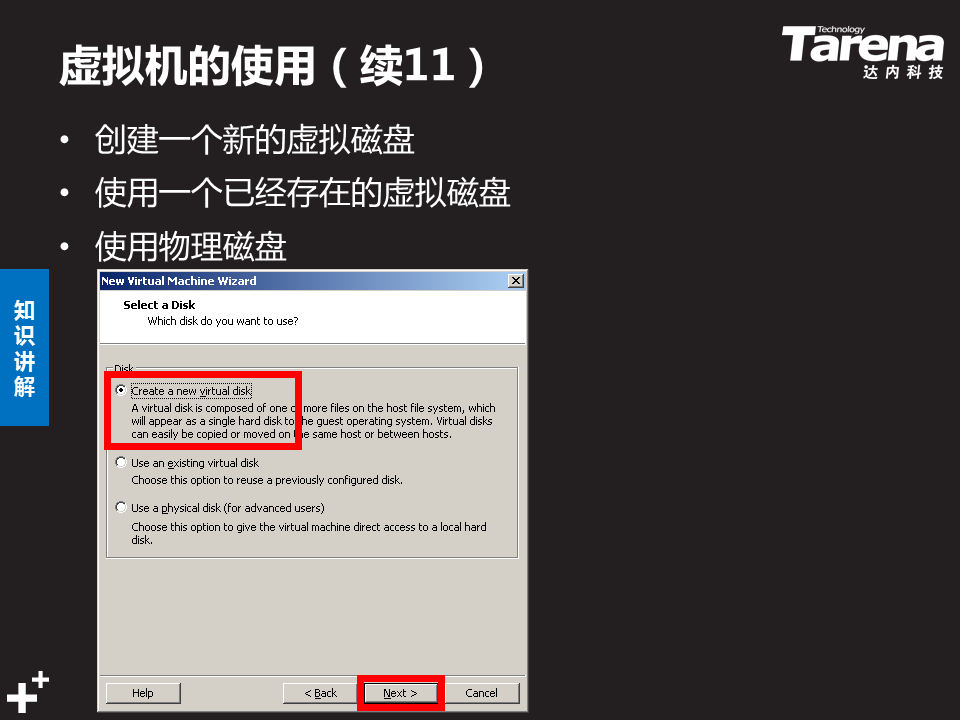 虚拟机的使用（续11）
Technology
Tarena
达内科技
• 创建一个新的虚拟磁盘
• 使用一个已经存在的虚拟磁盘
• 使用物理磁盘
知识讲解
New Virtual Machine Wizard
Select a Disk
Which disk do you want to use?
Disk
Create a new virtual disk
A virtual disk is composed of one or more files on the host file system, which
will appear as a single hard disk to the guest operating system. Virtual disks
can easily be copied or moved on the same host or between hosts.
Use an existing virtual disk
Choose this option to reuse a previously configured disk.
Use a physical disk (for advanced users)
Choose this option to give the virtual machine direct access to a local hard
disk.
Help
< Back
Next >
Cancel